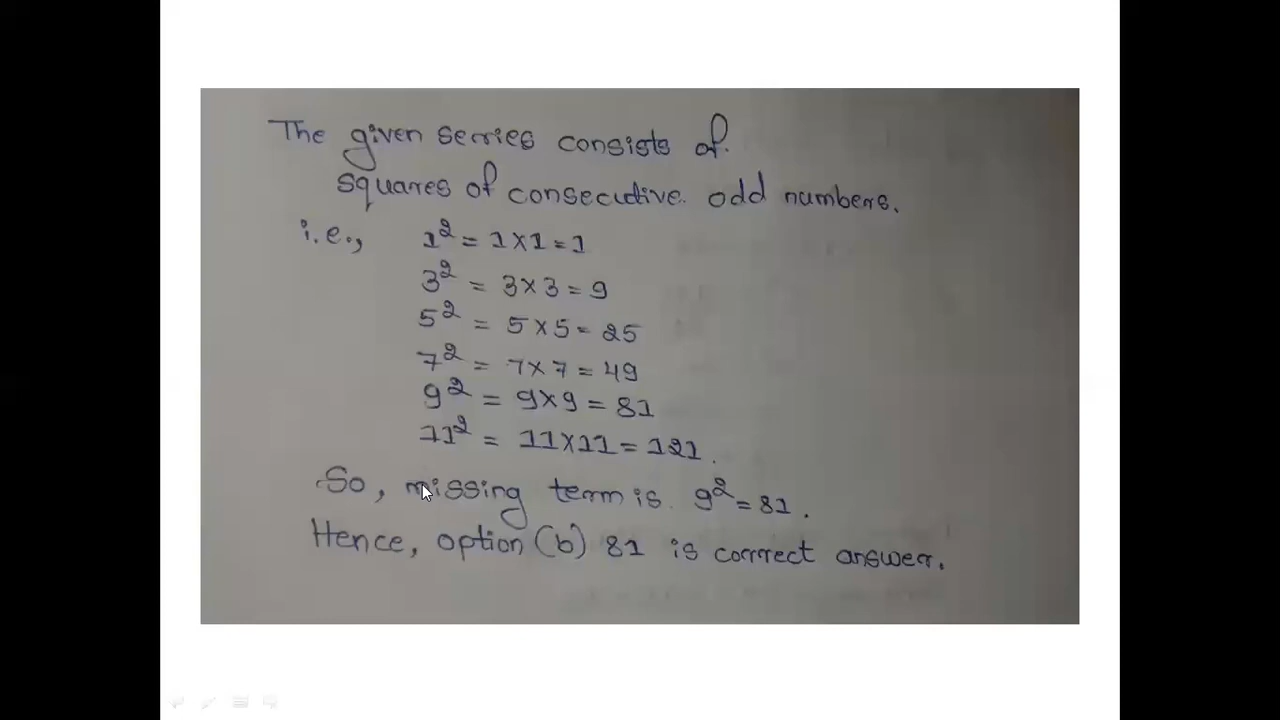 The given series consists of
squares of consecutive odd numbers.
i.e., 1² = 1×1 = 1
3² = 3×3 = 9
5² = 5×5 = 25
7² = 7×7 = 49
9² = 9×9 = 81
11² = 11×11 = 121.
So, missing term is 9² = 81.
Hence, option (b) 81 is correct answer.